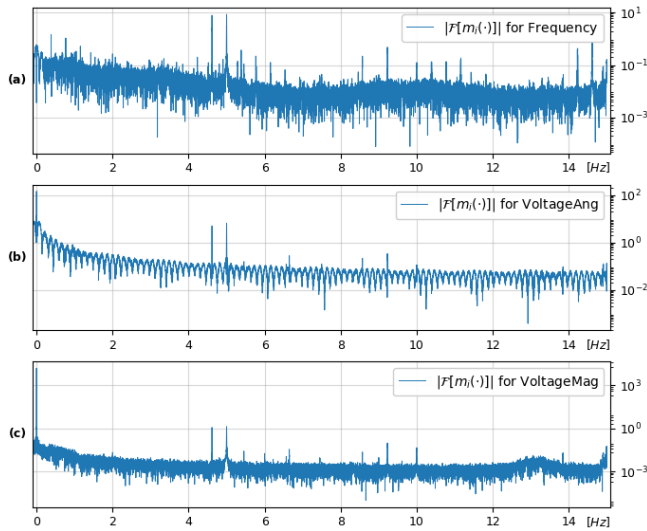 |ℱ[mᵢ(·)]| for Frequency
10¹
10⁻¹
10⁻³
(a)
0 2 4 6 8 10 12 14 [Hz]
|ℱ[mᵢ(·)]| for VoltageAng
10²
10⁰
10⁻²
(b)
0 2 4 6 8 10 12 14 [Hz]
|ℱ[mᵢ(·)]| for VoltageMag
10³
10⁰
10⁻³
(c)
0 2 4 6 8 10 12 14 [Hz]